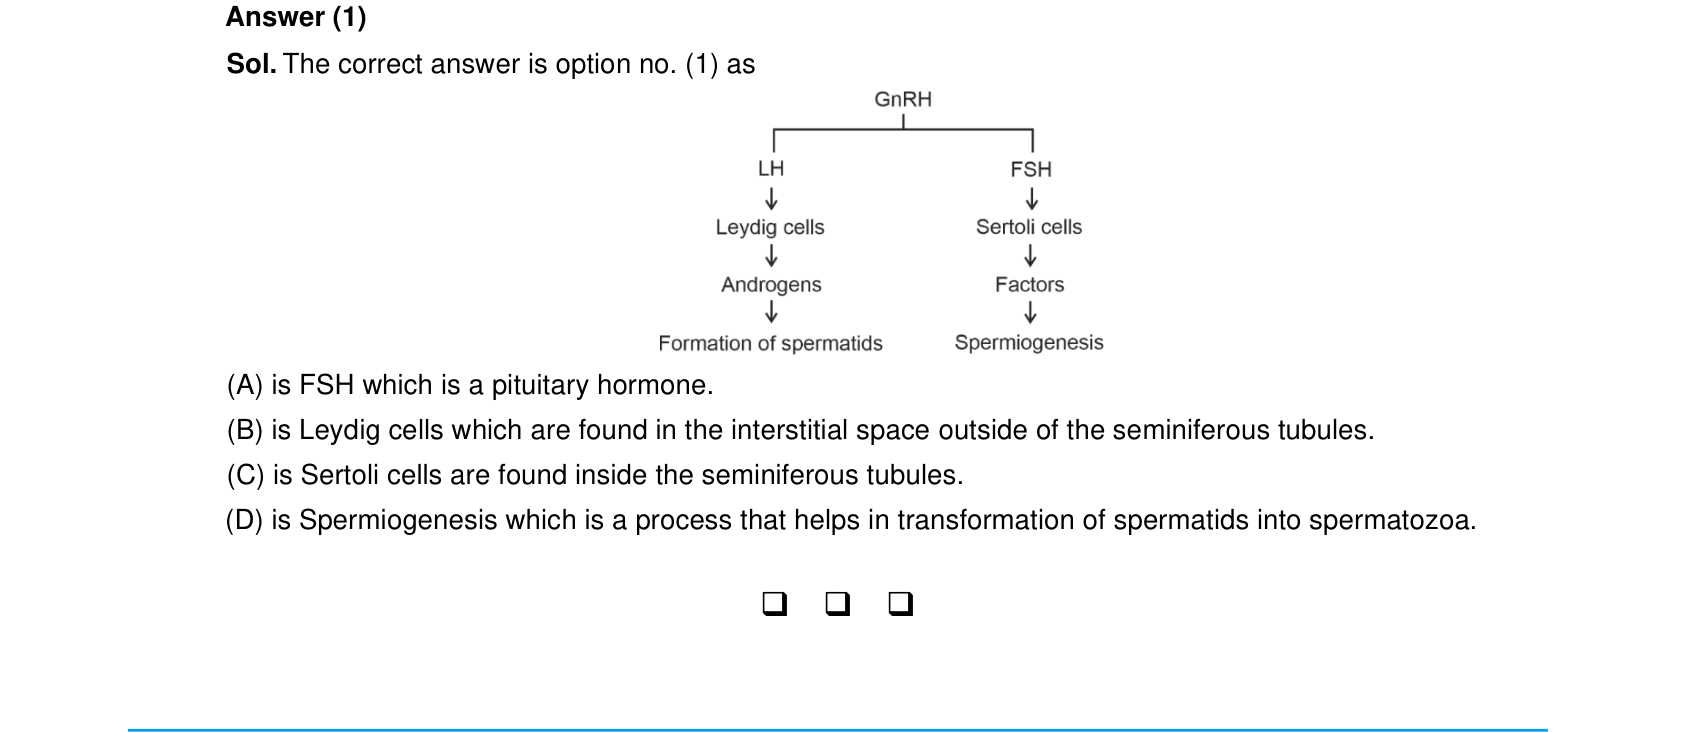 Answer (1)
Sol. The correct answer is option no. (1) as
GnRH
LH FSH
Leydig cells Sertoli cells
Androgens Factors
Formation of spermatids Spermiogenesis
(A) is FSH which is a pituitary hormone.
(B) is Leydig cells which are found in the interstitial space outside of the seminiferous tubules.
(C) is Sertoli cells are found inside the seminiferous tubules.
(D) is Spermiogenesis which is a process that helps in transformation of spermatids into spermatozoa.